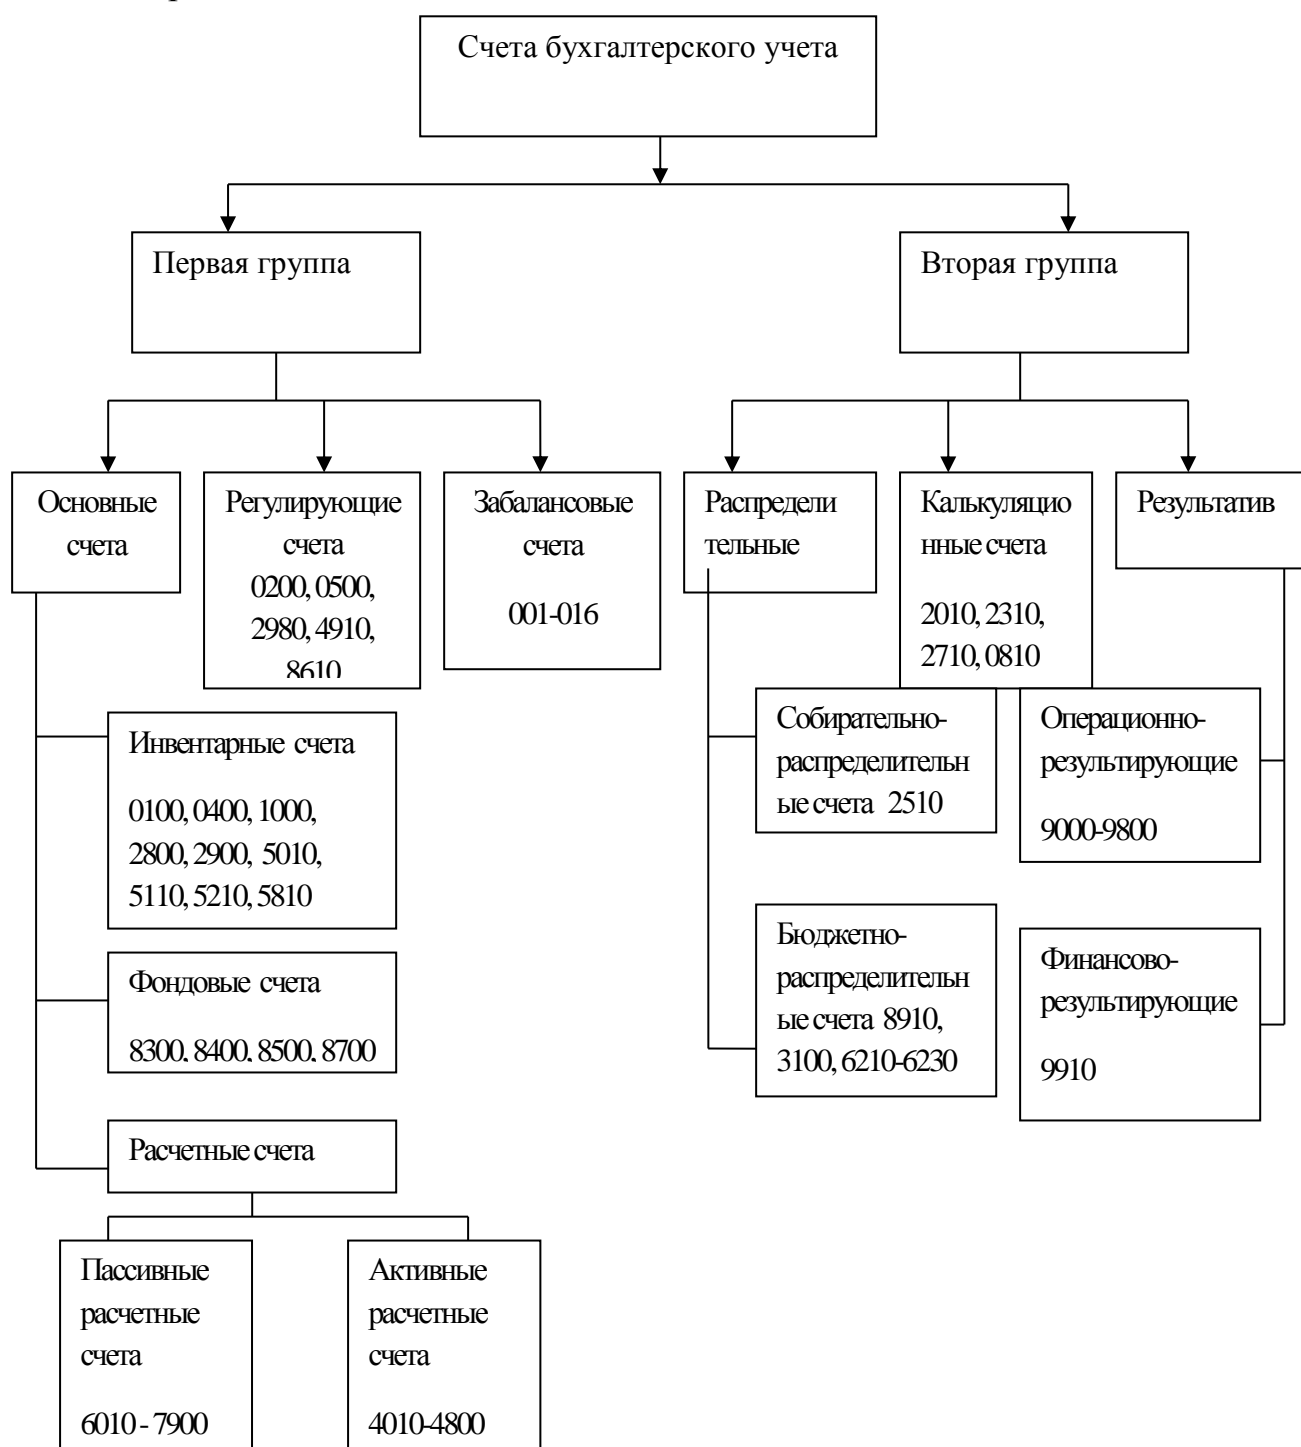 Счета бухгалтерского учета
Первая группа
Вторая группа
Основные
счета
Регулирующие
счета
0200, 0500,
2980, 4910,
8610
Забалансовые
счета
001-016
Распредели
тельные
Калькуляцио
нные счета
2010, 2310,
2710, 0810
Результатив
Инвентарные счета
0100, 0400, 1000,
2800, 2900, 5010,
5110, 5210, 5810
Фондовые счета
8300, 8400, 8500, 8700
Расчетные счета
Пассивные
расчетные
счета
6010 - 7900
Активные
расчетные
счета
4010-4800
Собирательно-
распределительн
ые счета 2510
Бюджетно-
распределительн
ые счета 8910,
3100, 6210-6230
Операционно-
результирующие
9000-9800
Финансово-
результирующие
9910